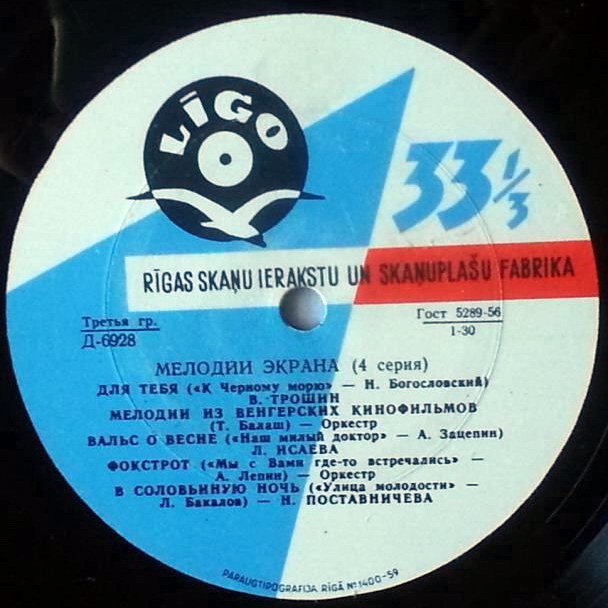 LĪGO
33 1/3
RĪGAS SKAŅU IERAKSTU UN SKAŅUPLAŠU FABRIKA
Третья гр.
Д-6928
Гост 5289-56
1-30
МЕЛОДИИ ЭКРАНА (4 серия)
ДЛЯ ТЕБЯ («К Черному морю» — Н. Богословский)
В. ТРОШИН
МЕЛОДИИ ИЗ ВЕНГЕРСКИХ КИНОФИЛЬМОВ
(Т. Балаш) — Оркестр
ВАЛЬС О ВЕСНЕ («Наш милый доктор» — А. Зацепин)
Л. ИСАЕВА
ФОКСТРОТ («Мы с Вами где-то встречались» —
А. Лепин) — Оркестр
В СОЛОВЬИНУЮ НОЧЬ («Улица молодости» —
Л. Бакалов) — Н. ПОСТАВНИЧЕВА
PARAUGTIPOGRAFIJA RĪGĀ № 1400-59